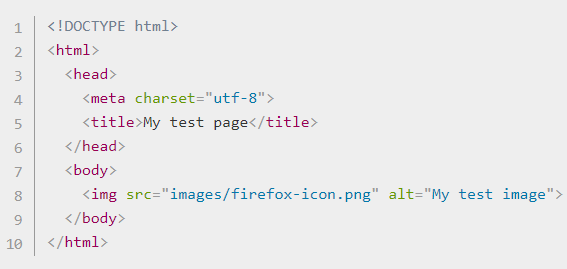 1 <!DOCTYPE html>
2 <html>
3   <head>
4     <meta charset="utf-8">
5     <title>My test page</title>
6   </head>
7   <body>
8     <img src="images/firefox-icon.png" alt="My test image">
9   </body>
10 </html>